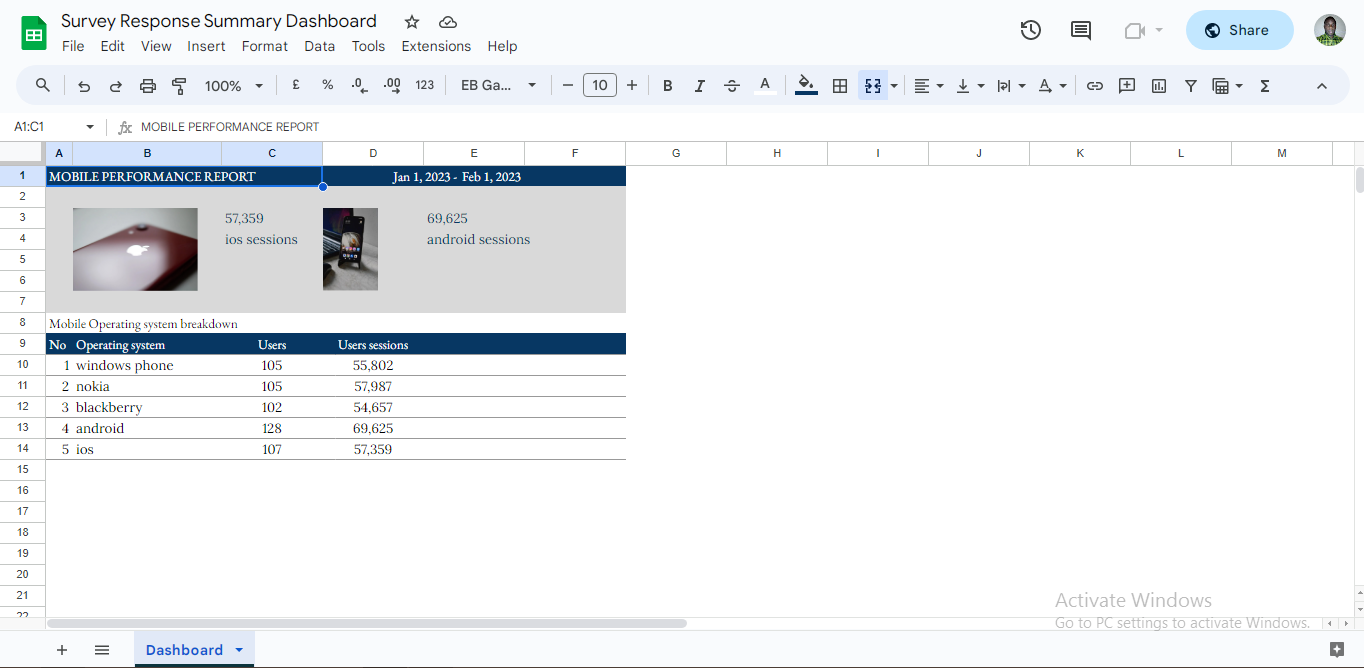 Survey Response Summary Dashboard
File Edit View Insert Format Data Tools Extensions Help
Share
100% £ % .0 .00 123 EB Ga... 10 B I A
A1:C1 fx MOBILE PERFORMANCE REPORT
A B C D E F G H I J K L M
1 MOBILE PERFORMANCE REPORT Jan 1, 2023 - Feb 1, 2023
2
3 57,359 69,625
4 ios sessions android sessions
5
6
7
8 Mobile Operating system breakdown
9 No Operating system Users Users sessions
10 1 windows phone 105 55,802
11 2 nokia 105 57,987
12 3 blackberry 102 54,657
13 4 android 128 69,625
14 5 ios 107 57,359
15
16
17
18
19
20
21
22
Activate Windows
Go to PC settings to activate Windows.
Dashboard